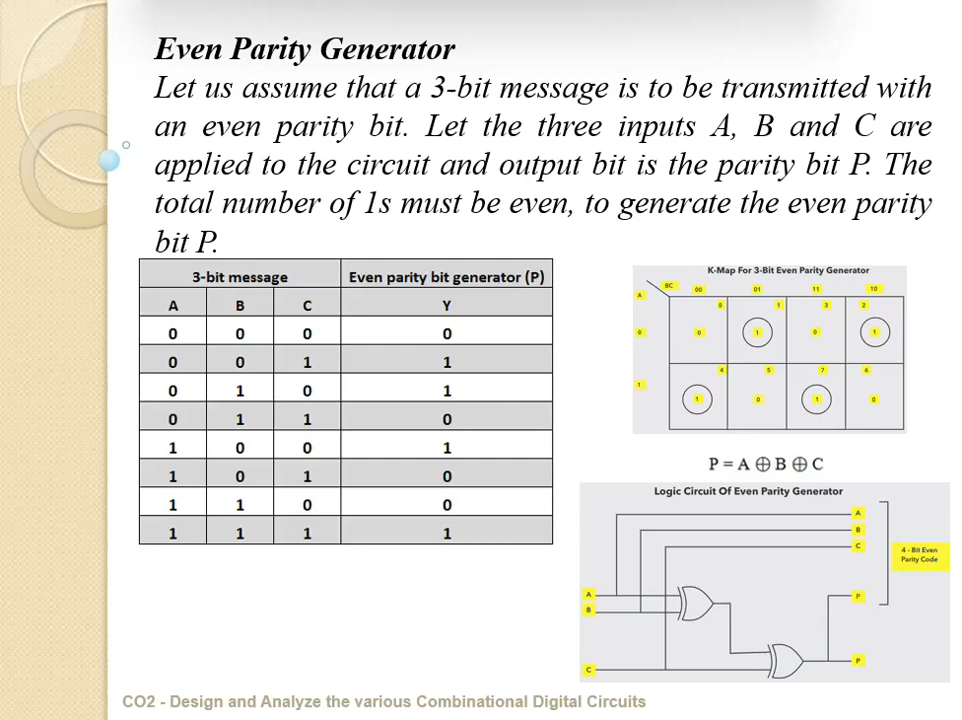 Even Parity Generator
Let us assume that a 3-bit message is to be transmitted with
an even parity bit. Let the three inputs A, B and C are
applied to the circuit and output bit is the parity bit P. The
total number of 1s must be even, to generate the even parity
bit P.
3-bit message Even parity bit generator (P)
A B C Y
0 0 0 0
0 0 1 1
0 1 0 1
0 1 1 0
1 0 0 1
1 0 1 0
1 1 0 0
1 1 1 1
K-Map For 3-Bit Even Parity Generator
A BC 00 01 11 10
0 1 3 2
0 0 1 0 1
4 5 7 6
1 1 0 1 0
P = A ⊕ B ⊕ C
Logic Circuit Of Even Parity Generator
A
B
C
4 - Bit Even
Parity Code
A P
B
C P
CO2 - Design and Analyze the various Combinational Digital Circuits